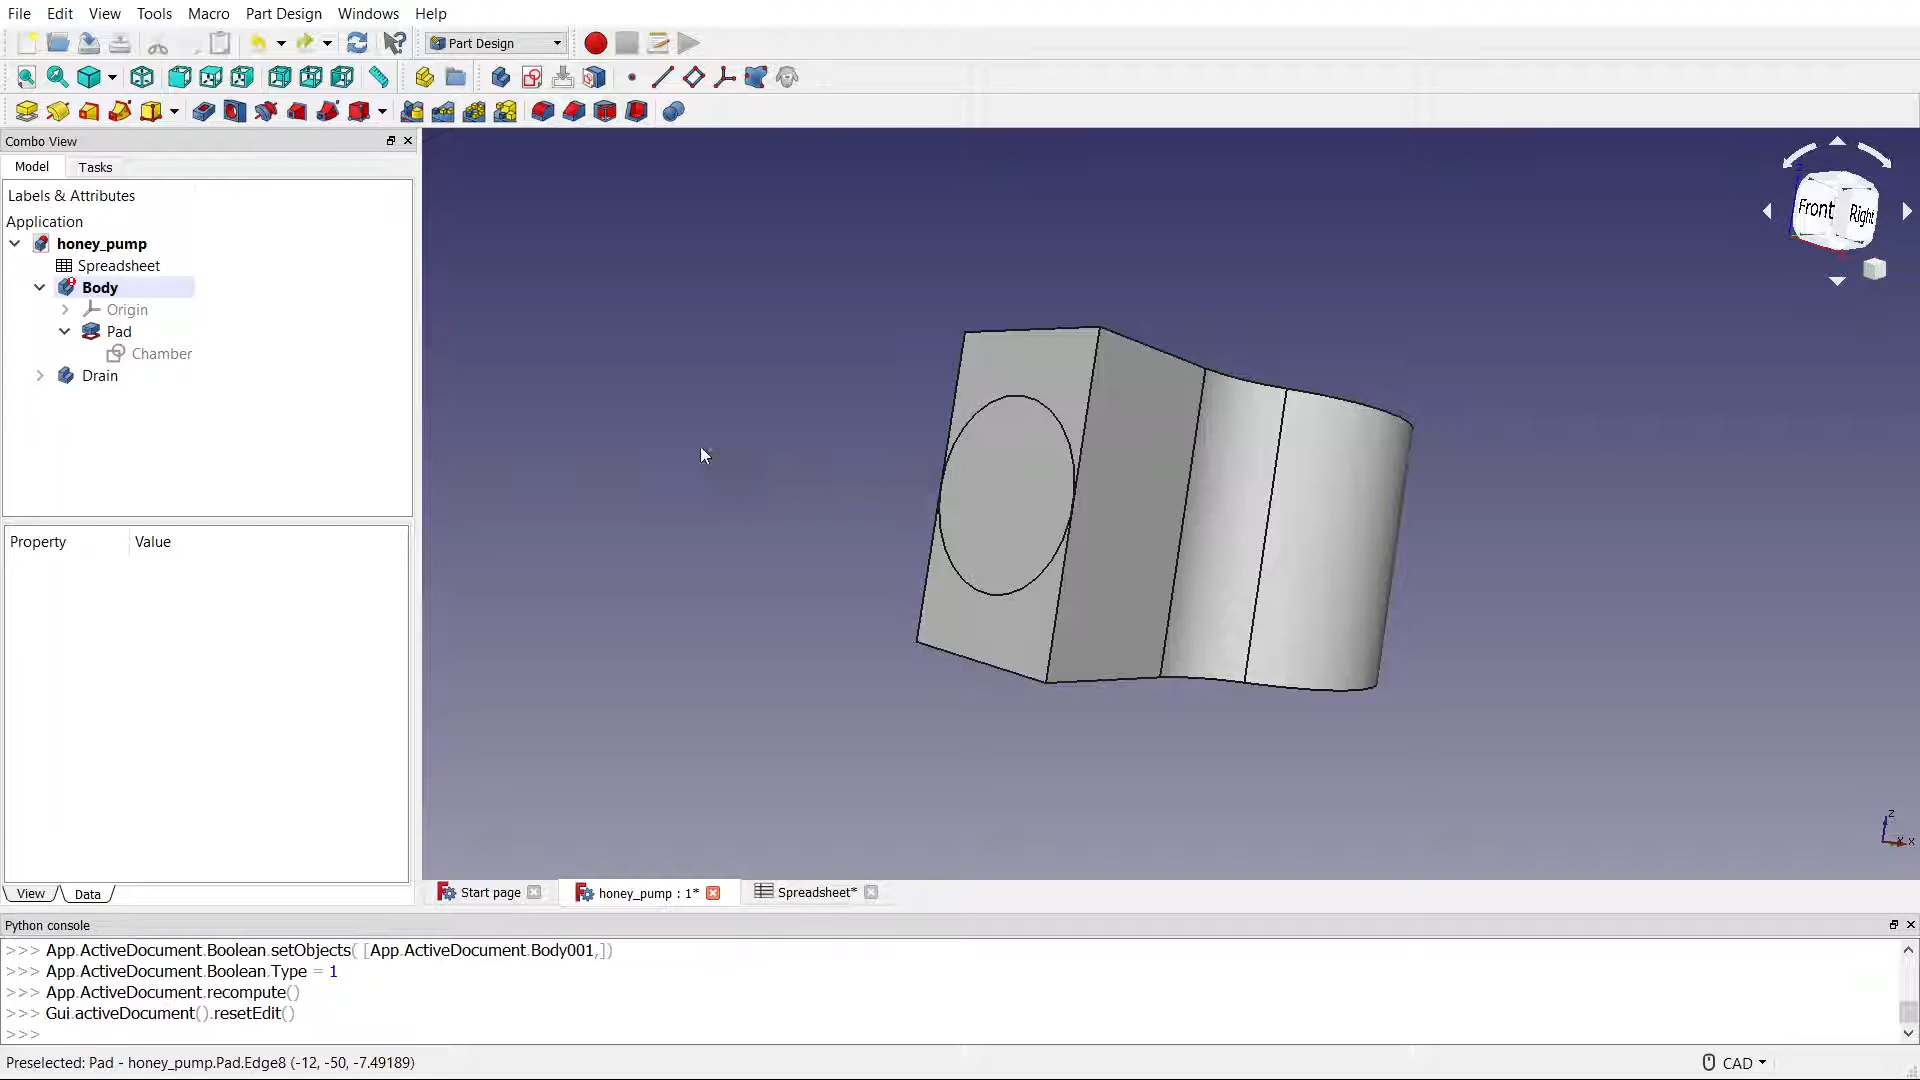 File Edit View Tools Macro Part Design Windows Help
Part Design
Combo View
Model Tasks
Labels & Attributes
Application
honey_pump
Spreadsheet
Body
Origin
Pad
Chamber
Drain
Property Value
View Data
Front Right
Z
X
Start page honey_pump : 1* Spreadsheet*
Python console
>>> App.ActiveDocument.Boolean.setObjects( [App.ActiveDocument.Body001,])
>>> App.ActiveDocument.Boolean.Type = 1
>>> App.ActiveDocument.recompute()
>>> Gui.activeDocument().resetEdit()
>>>
Preselected: Pad - honey_pump.Pad.Edge8 (-12, -50, -7.49189)
CAD